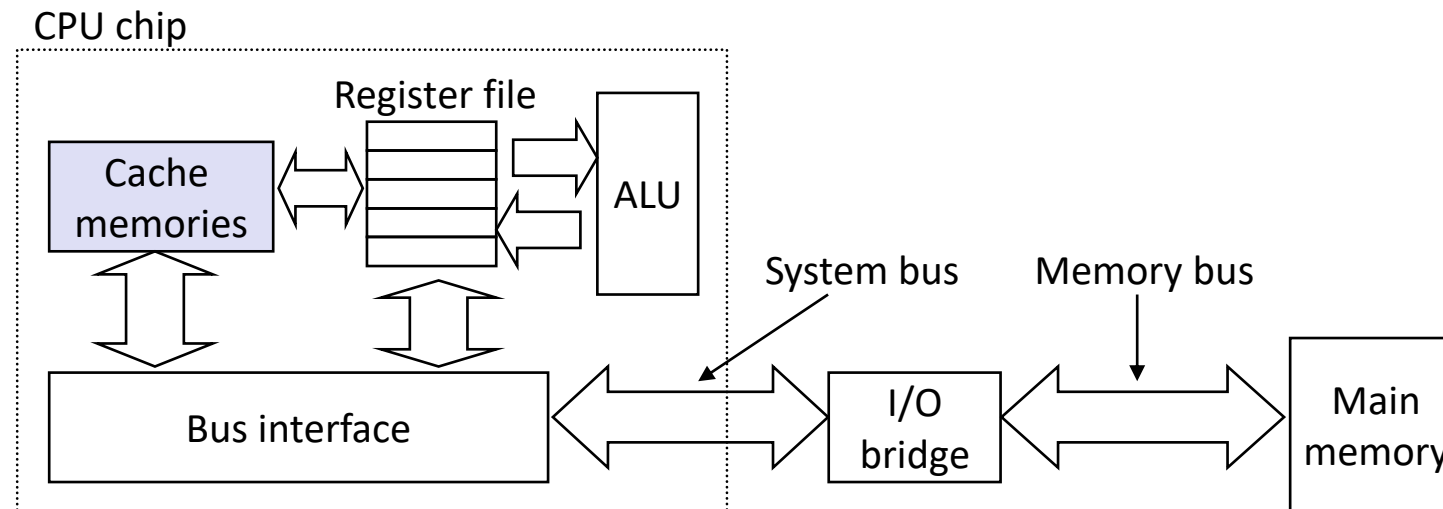 CPU chip
Register file
Cache
memories
ALU
System bus
Memory bus
Bus interface
I/O
bridge
Main
memory